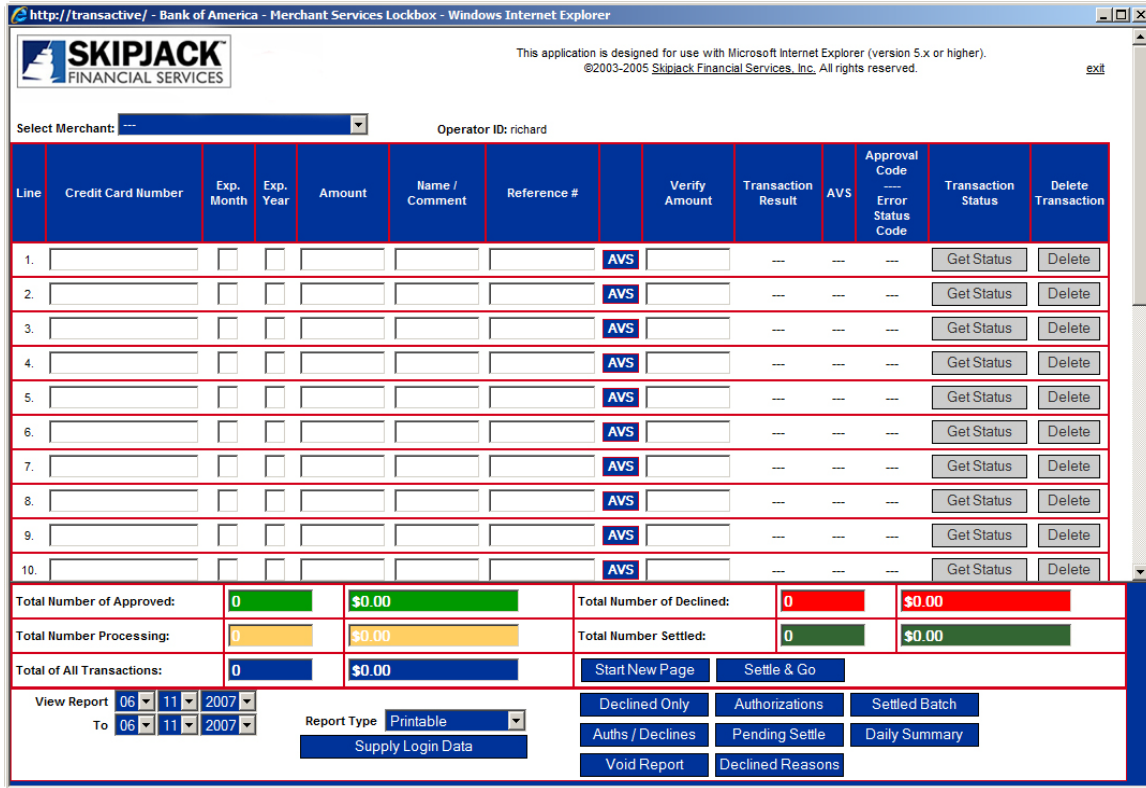 http://transactive/ - Bank of America - Merchant Services Lockbox - Windows Internet Explorer
SKIPJACK™
FINANCIAL SERVICES
This application is designed for use with Microsoft Internet Explorer (version 5.x or higher).
©2003-2005 Skipjack Financial Services, Inc. All rights reserved.
exit
Select Merchant: ---
Operator ID: richard
Line Credit Card Number Exp. Month Exp. Year Amount Name / Comment Reference # Verify Amount Transaction Result AVS Approval Code ---- Error Status Code Transaction Status Delete Transaction
1. AVS --- --- --- Get Status Delete
2. AVS --- --- --- Get Status Delete
3. AVS --- --- --- Get Status Delete
4. AVS --- --- --- Get Status Delete
5. AVS --- --- --- Get Status Delete
6. AVS --- --- --- Get Status Delete
7. AVS --- --- --- Get Status Delete
8. AVS --- --- --- Get Status Delete
9. AVS --- --- --- Get Status Delete
10. AVS --- --- --- Get Status Delete
Total Number of Approved: 0 $0.00 Total Number of Declined: 0 $0.00
Total Number Processing: 0 $0.00 Total Number Settled: 0 $0.00
Total of All Transactions: 0 $0.00 Start New Page Settle & Go
View Report 06 11 2007
To 06 11 2007
Report Type Printable
Supply Login Data
Declined Only Authorizations Settled Batch
Auths / Declines Pending Settle Daily Summary
Void Report Declined Reasons